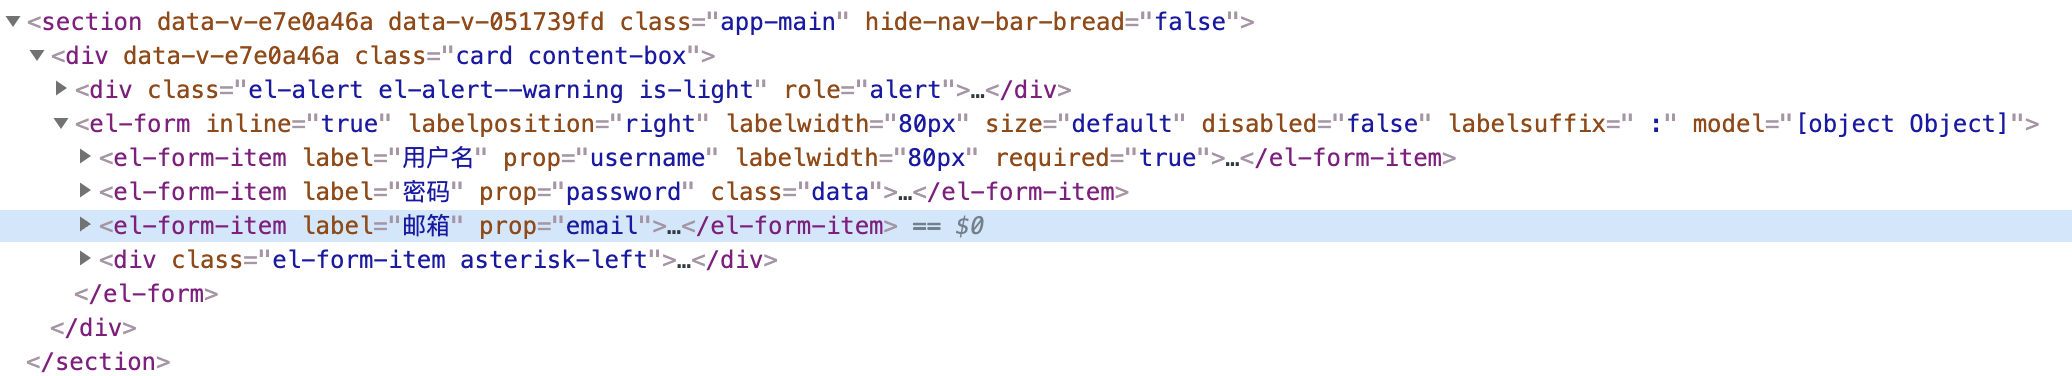 <section data-v-e7e0a46a data-v-051739fd class="app-main" hide-nav-bar-bread="false">
<div data-v-e7e0a46a class="card content-box">
<div class="el-alert el-alert--warning is-light" role="alert">…</div>
<el-form inline="true" labelposition="right" labelwidth="80px" size="default" disabled="false" labelsuffix=" :" model="[object Object]">
<el-form-item label="用户名" prop="username" labelwidth="80px" required="true">…</el-form-item>
<el-form-item label="密码" prop="password" class="data">…</el-form-item>
<el-form-item label="邮箱" prop="email">…</el-form-item> == $0
<div class="el-form-item asterisk-left">…</div>
</el-form>
</div>
</section>